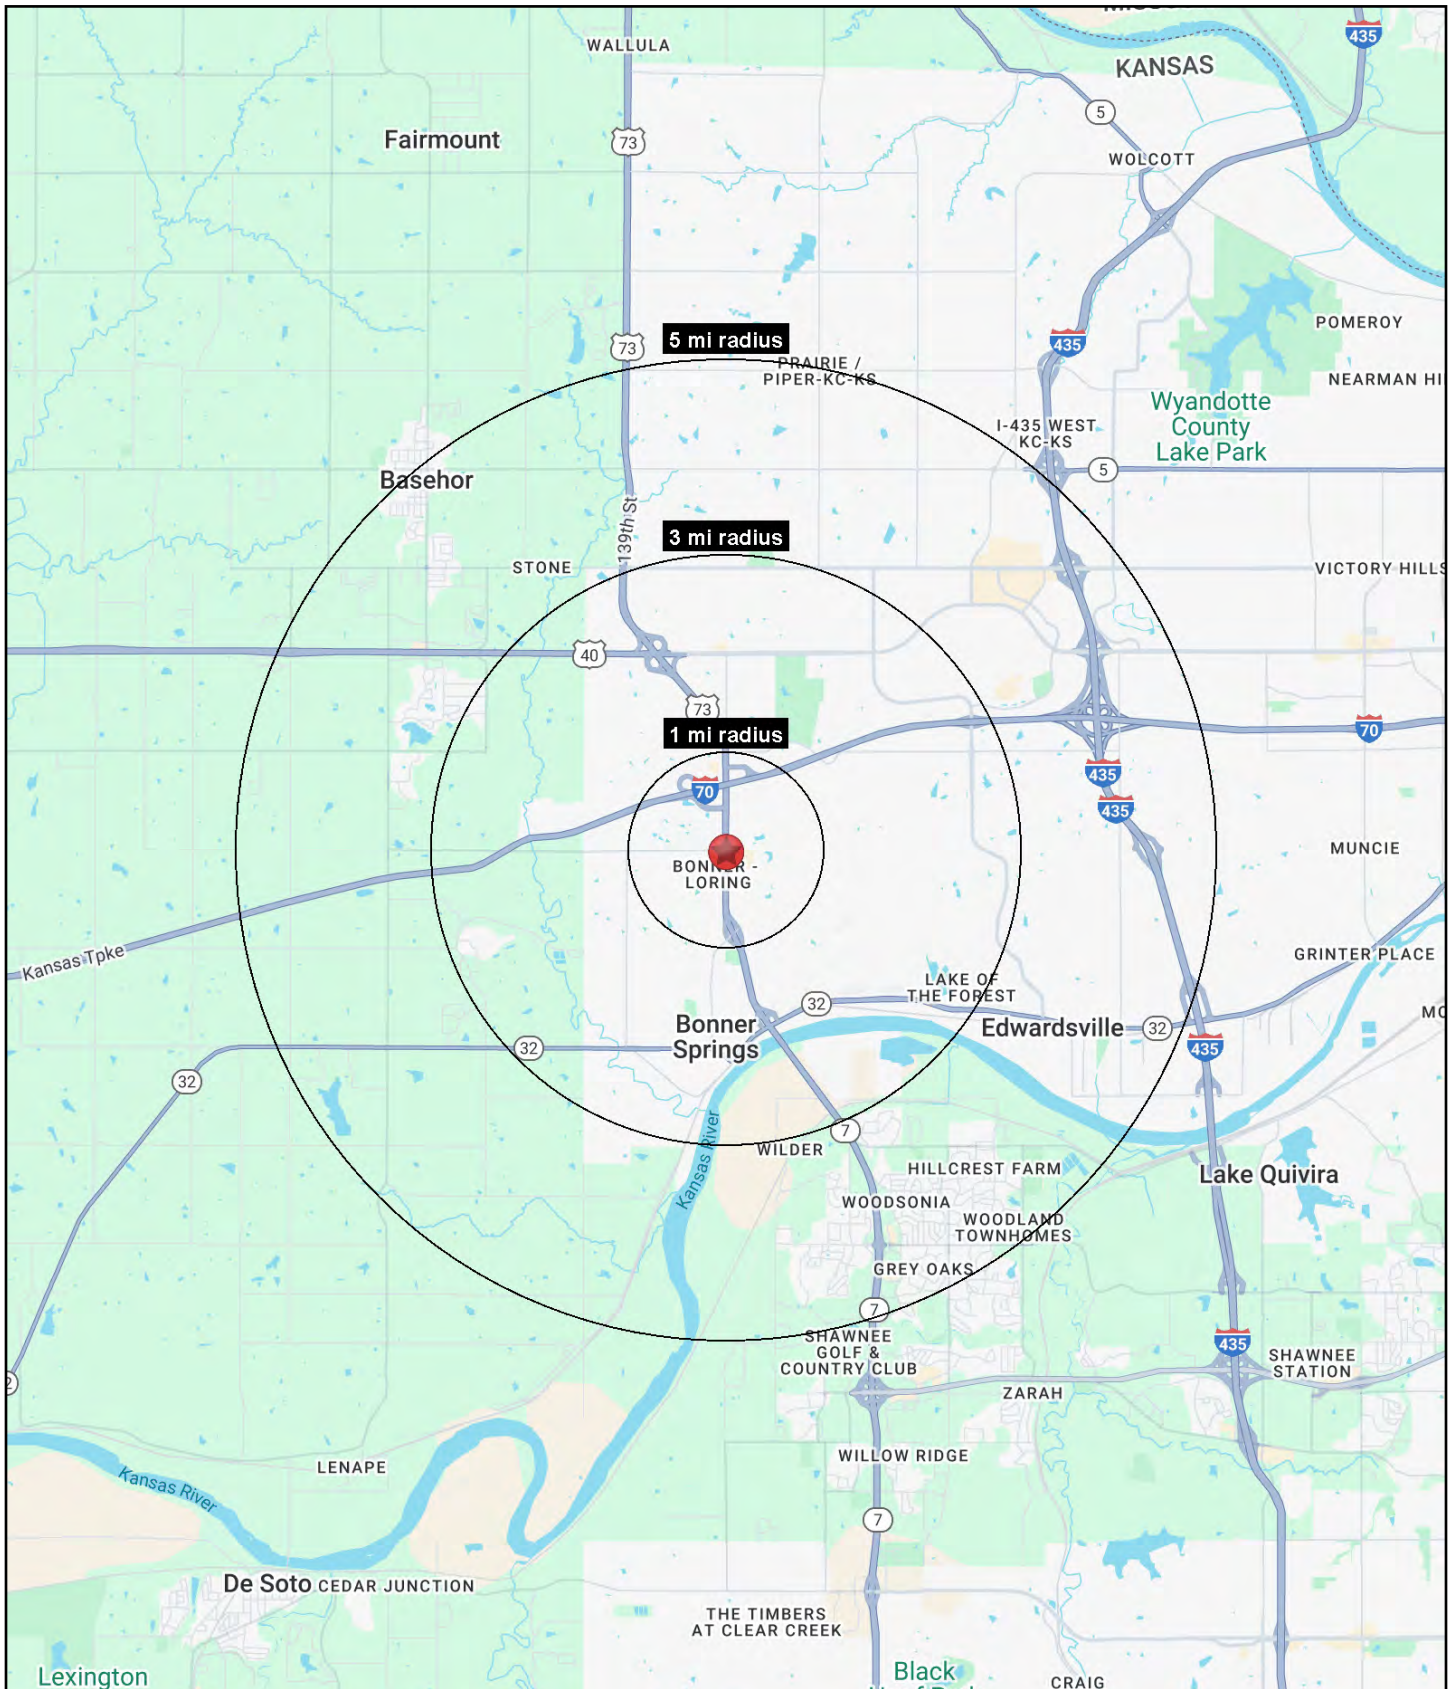 WALLULA
435
KANSAS
5
Fairmount
73
WOLCOTT
POMEROY
73
5 mi radius
435
PRAIRIE /
PIPER-KC-KS
NEARMAN HI
Wyandotte
County
Lake Park
I-435 WEST
KC-KS
5
Basehor
139th St
3 mi radius
STONE
VICTORY HILLS
40
73
1 mi radius
70
435
70
435
BONNER -
LORING
MUCIE
Kansas Tpke
GRINTER PLACE
LAKE OF
THE FOREST
32
Bonner
Springs
Edwardsville
32
MO
32
435
32
Kansas River
7
WILDER
HILLCREST FARM
Lake Quivira
WOODSONIA
WOODLAND
TOWNHOMES
GREY OAKS
7
SHAWNEE
GOLF &
COUNTRY CLUB
435
SHAWNEE
STATION
2
ZARAH
WILLOW RIDGE
LENAPE
Kansas River
7
De Soto
CEDAR JUNCTION
THE TIMBERS
AT CLEAR CREEK
Lexington
Black
CRAIG